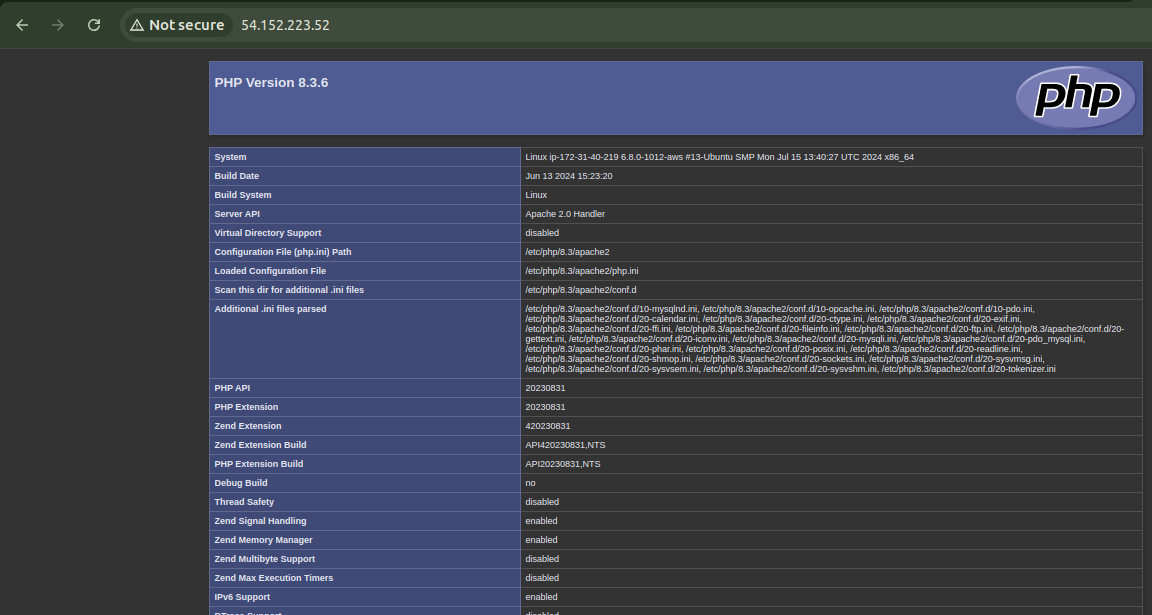 Not secure 54.152.223.52
PHP Version 8.3.6
php
System Linux ip-172-31-40-219 6.8.0-1012-aws #13-Ubuntu SMP Mon Jul 15 13:40:27 UTC 2024 x86_64
Build Date Jun 13 2024 15:23:20
Build System Linux
Server API Apache 2.0 Handler
Virtual Directory Support disabled
Configuration File (php.ini) Path /etc/php/8.3/apache2
Loaded Configuration File /etc/php/8.3/apache2/php.ini
Scan this dir for additional .ini files /etc/php/8.3/apache2/conf.d
Additional .ini files parsed /etc/php/8.3/apache2/conf.d/10-mysqlnd.ini, /etc/php/8.3/apache2/conf.d/10-opcache.ini, /etc/php/8.3/apache2/conf.d/10-pdo.ini,
/etc/php/8.3/apache2/conf.d/20-calendar.ini, /etc/php/8.3/apache2/conf.d/20-ctype.ini, /etc/php/8.3/apache2/conf.d/20-exif.ini,
/etc/php/8.3/apache2/conf.d/20-ffi.ini, /etc/php/8.3/apache2/conf.d/20-fileinfo.ini, /etc/php/8.3/apache2/conf.d/20-ftp.ini, /etc/php/8.3/apache2/conf.d/20-
gettext.ini, /etc/php/8.3/apache2/conf.d/20-iconv.ini, /etc/php/8.3/apache2/conf.d/20-mysqli.ini, /etc/php/8.3/apache2/conf.d/20-pdo_mysql.ini,
/etc/php/8.3/apache2/conf.d/20-phar.ini, /etc/php/8.3/apache2/conf.d/20-posix.ini, /etc/php/8.3/apache2/conf.d/20-readline.ini,
/etc/php/8.3/apache2/conf.d/20-shmop.ini, /etc/php/8.3/apache2/conf.d/20-sockets.ini, /etc/php/8.3/apache2/conf.d/20-sysvmsg.ini,
/etc/php/8.3/apache2/conf.d/20-sysvsem.ini, /etc/php/8.3/apache2/conf.d/20-sysvshm.ini, /etc/php/8.3/apache2/conf.d/20-tokenizer.ini
PHP API 20230831
PHP Extension 20230831
Zend Extension 420230831
Zend Extension Build API420230831,NTS
PHP Extension Build API20230831,NTS
Debug Build no
Thread Safety disabled
Zend Signal Handling enabled
Zend Memory Manager enabled
Zend Multibyte Support disabled
Zend Max Execution Timers disabled
IPv6 Support enabled
DTrace Support disabled